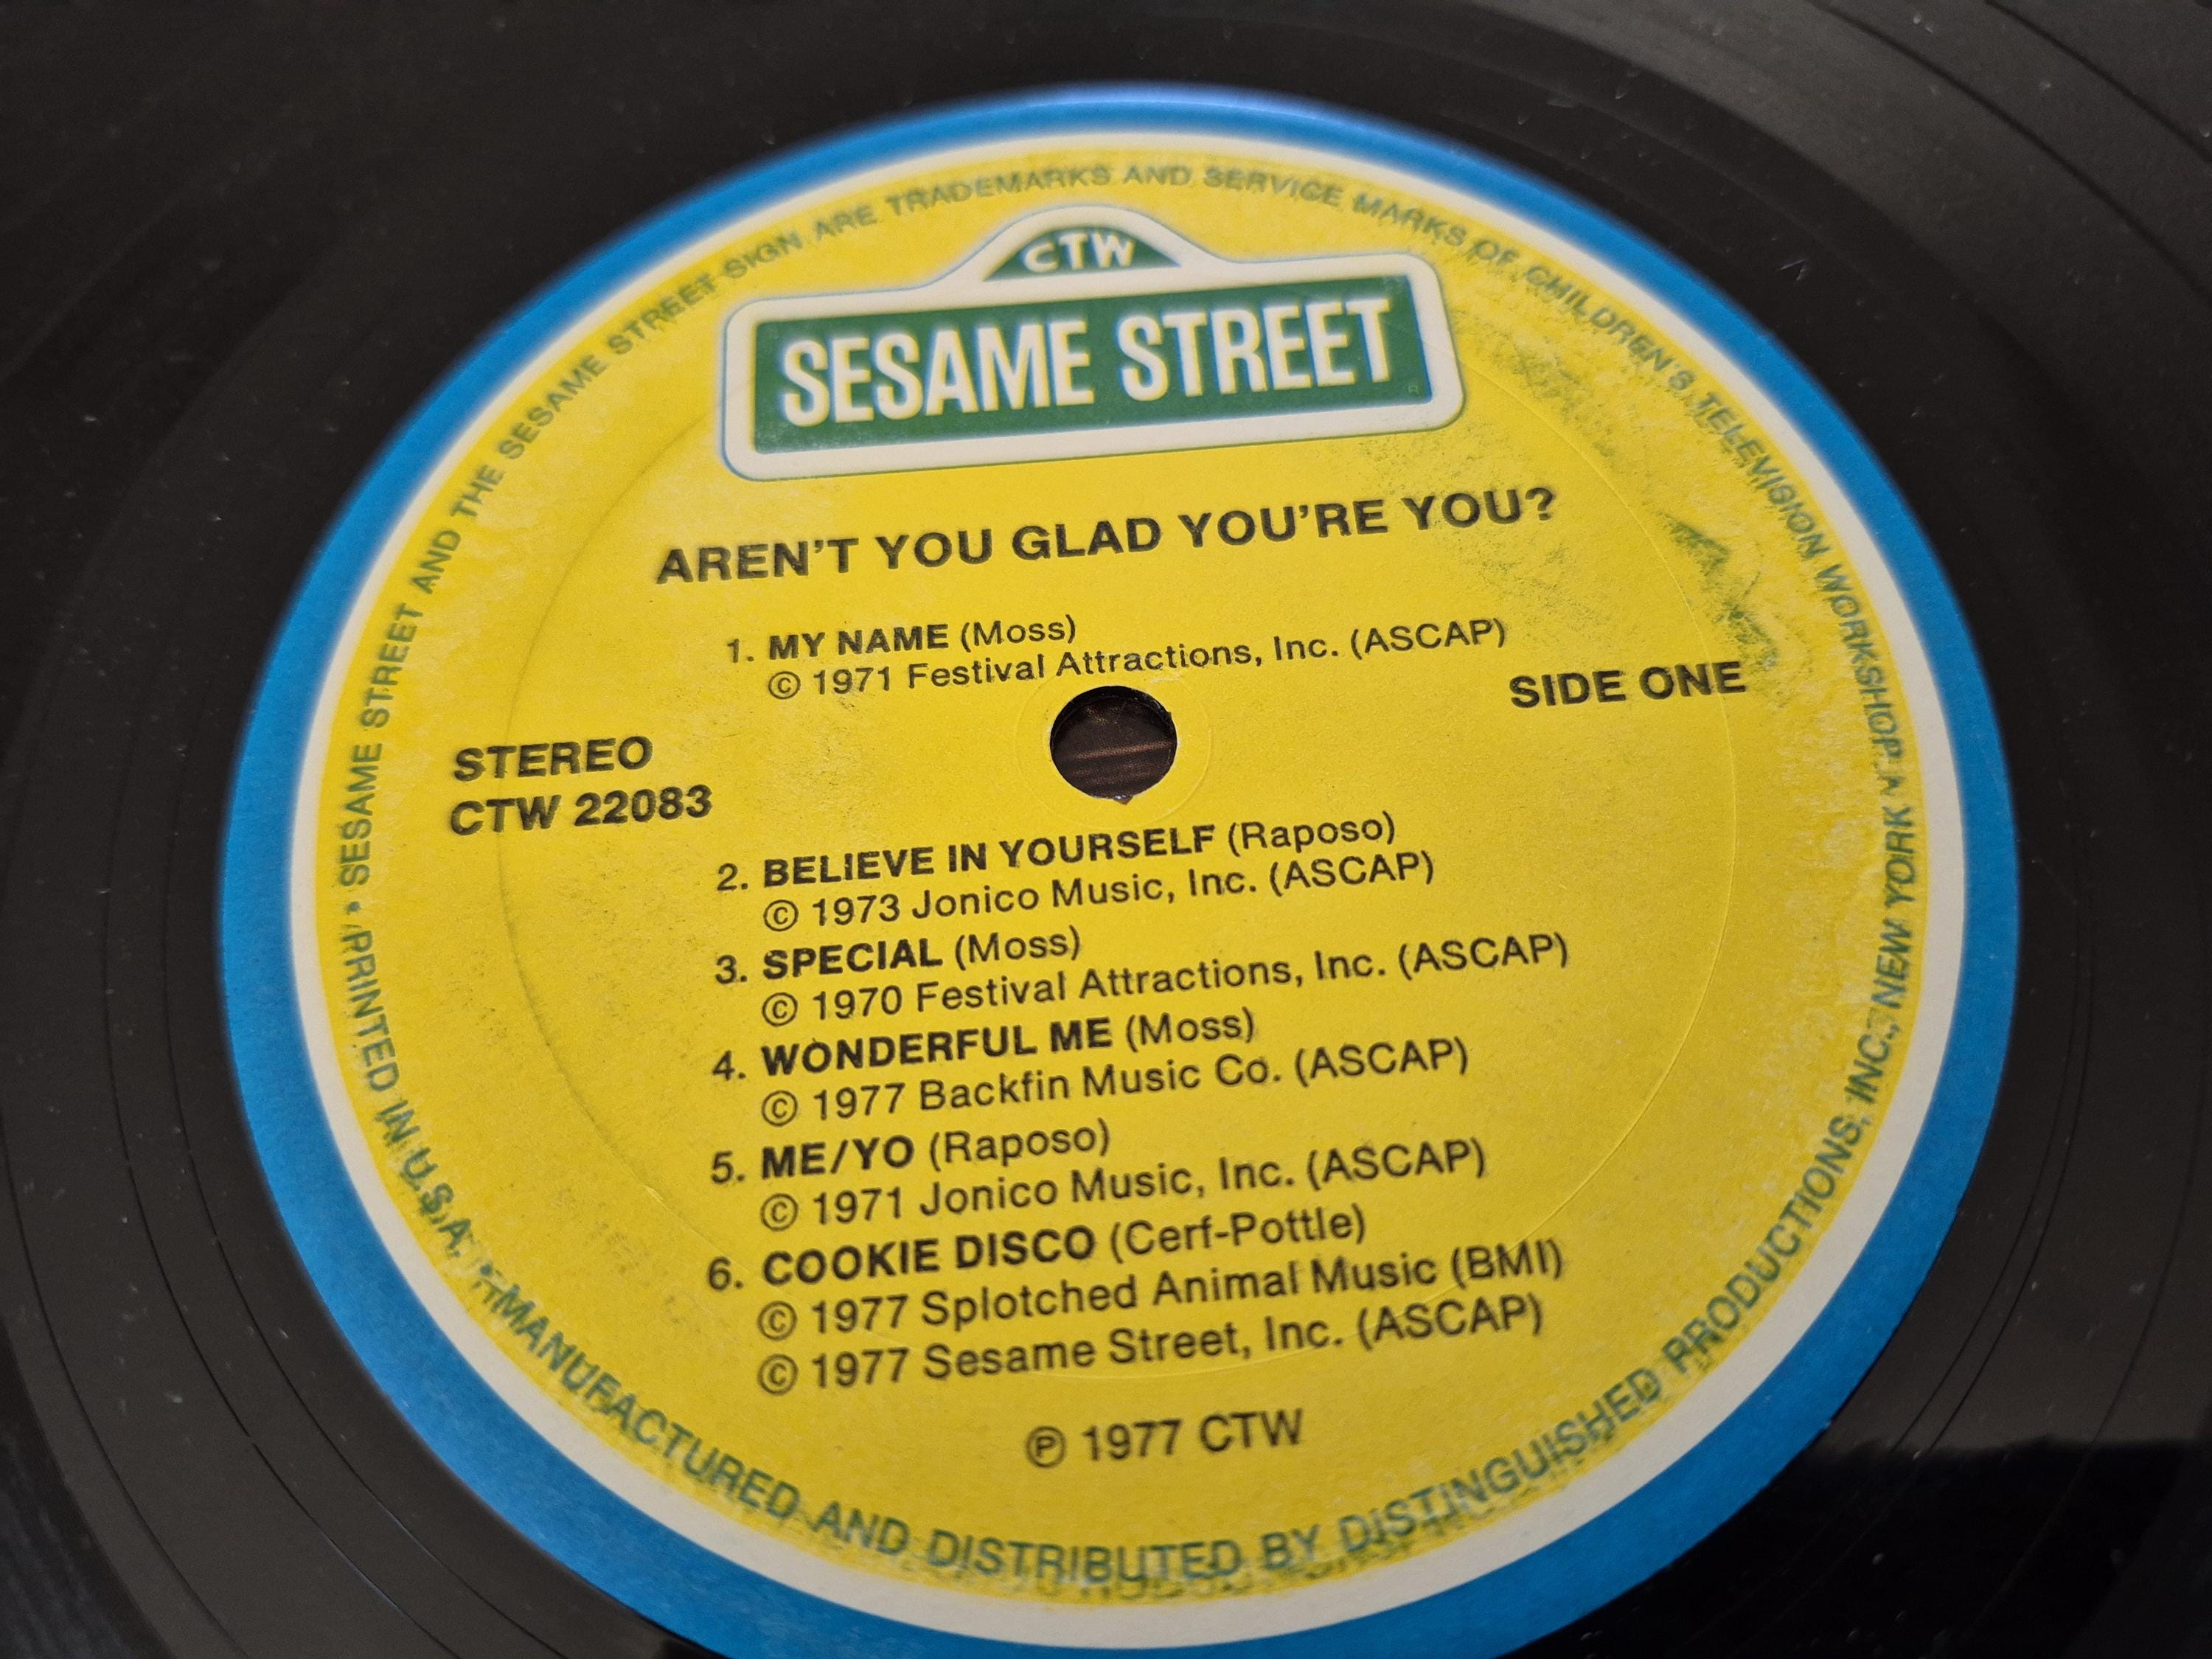 CTW
SESAME STREET
AREN'T YOU GLAD YOU'RE YOU?
1. MY NAME (Moss)
© 1971 Festival Attractions, Inc. (ASCAP)
SIDE ONE
STEREO
CTW 22083
2. BELIEVE IN YOURSELF (Raposo)
© 1973 Jonico Music, Inc. (ASCAP)
3. SPECIAL (Moss)
© 1970 Festival Attractions, Inc. (ASCAP)
4. WONDERFUL ME (Moss)
© 1977 Backfin Music Co. (ASCAP)
5. ME/YO (Raposo)
© 1971 Jonico Music, Inc. (ASCAP)
6. COOKIE DISCO (Cerf-Pottle)
© 1977 Splotched Animal Music (BMI)
© 1977 Sesame Street, Inc. (ASCAP)
℗ 1977 CTW
• SESAME STREET AND THE SESAME STREET SIGN ARE TRADEMARKS AND SERVICE MARKS OF CHILDREN'S TELEVISION WORKSHOP
MANUFACTURED AND DISTRIBUTED BY DISTINGUISHED PRODUCTIONS, INC., NEW YORK
PRINTED IN U.S.A.